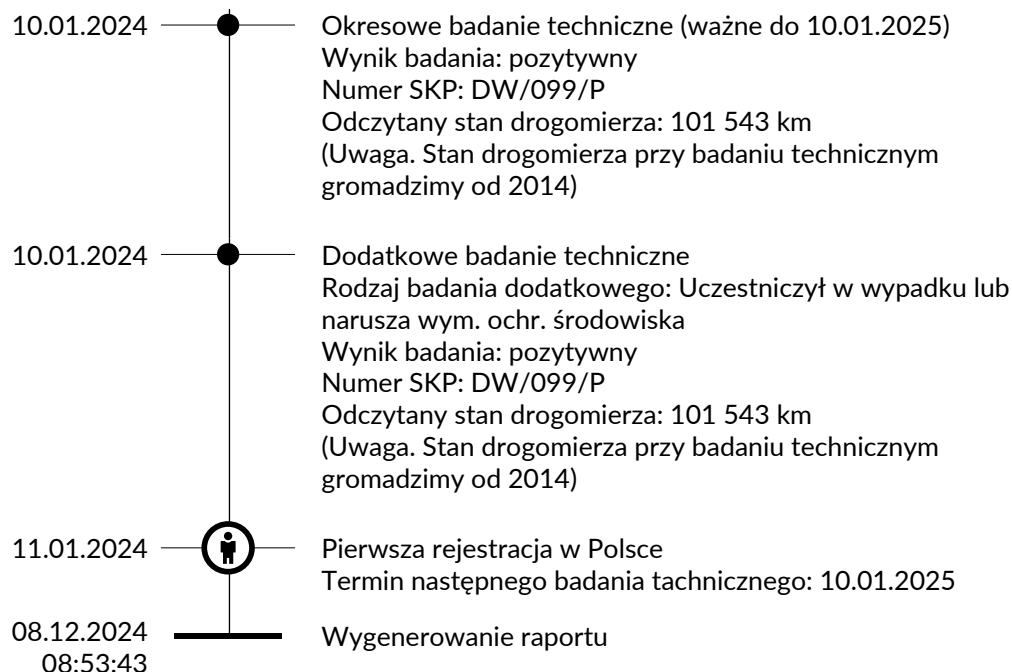 10.01.2024
Okresowe badanie techniczne (ważne do 10.01.2025)
Wynik badania: pozytywny
Numer SKP: DW/099/P
Odczytany stan drogomierza: 101 543 km
(Uwaga. Stan drogomierza przy badaniu technicznym
gromadzimy od 2014)
10.01.2024
Dodatkowe badanie techniczne
Rodzaj badania dodatkowego: Uczestniczył w wypadku lub
narusza wym. ochr. środowiska
Wynik badania: pozytywny
Numer SKP: DW/099/P
Odczytany stan drogomierza: 101 543 km
(Uwaga. Stan drogomierza przy badaniu technicznym
gromadzimy od 2014)
11.01.2024
Pierwsza rejestracja w Polsce
Termin następnego badania tachnicznego: 10.01.2025
08.12.2024
08:53:43
Wygenerowanie raportu